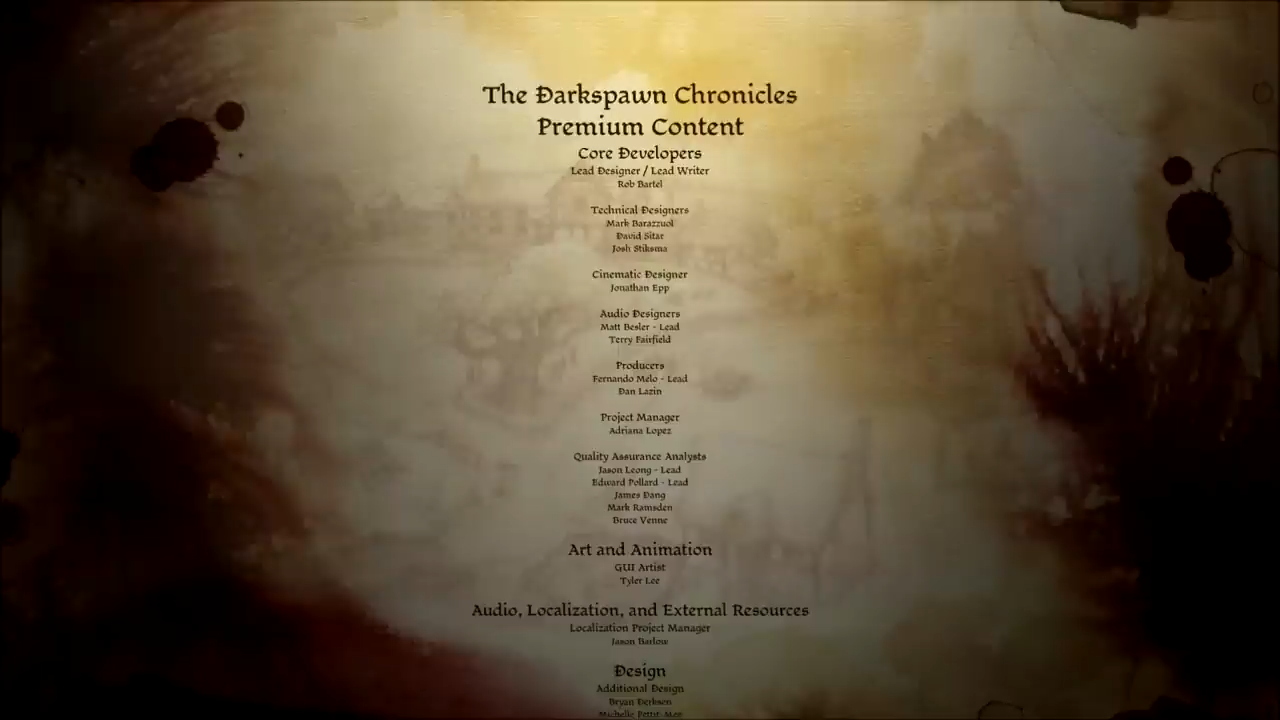 The Darkspawn Chronicles
Premium Content
Core Developers
Lead Designer / Lead Writer
Rob Bartel
Technical Designers
Mark Barazzuol
David Sitar
Josh Stiksma
Cinematic Designer
Jonathan Epp
Audio Designers
Matt Besler - Lead
Terry Fairfield
Producers
Fernando Melo - Lead
Dan Lazin
Project Manager
Adriana Lopez
Quality Assurance Analysts
Jason Leong - Lead
Edward Pollard - Lead
James Dang
Mark Ramsden
Bruce Venne
Art and Animation
GUI Artist
Tyler Lee
Audio, Localization, and External Resources
Localization Project Manager
Jason Barlow
Design
Additional Design
Bryan Derksen
Michelle Pettit-Mee